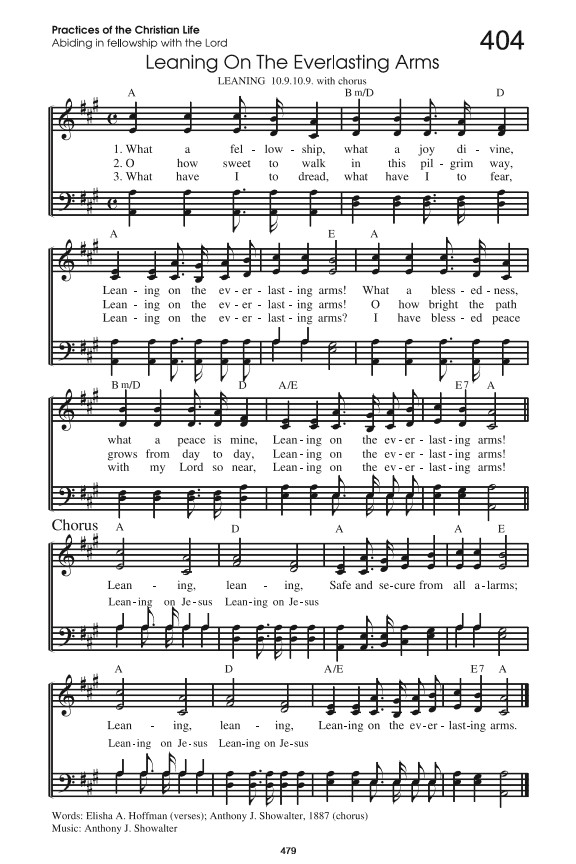 Practices of the Christian Life
Abiding in fellowship with the Lord
404
Leaning On The Everlasting Arms
LEANING 10.9.10.9. with chorus
A Bm/D D
1. What a fel - low - ship, what a joy di - vine,
2. O how sweet to walk in this pil - grim way,
3. What have I to dread, what have I to fear,
A E A
Lean - ing on the ev - er - last - ing arms! What a bless - ed - ness,
Lean - ing on the ev - er - last - ing arms! O how bright the path
Lean - ing on the ev - er - last - ing arms? I have bless - ed peace
Bm/D D A/E E7 A
what a peace is mine, Lean - ing on the ev - er - last - ing arms!
grows from day to day, Lean - ing on the ev - er - last - ing arms!
with my Lord so near, Lean - ing on the ev - er - last - ing arms!
Chorus
A D A A E
Lean - ing, lean - ing, Safe and se - cure from all a - larms;
Lean - ing on Je - sus Lean - ing on Je - sus
A D A/E E7 A
Lean - ing, lean - ing, Lean - ing on the ev - er - last - ing arms.
Lean - ing on Je - sus Lean - ing on Je - sus
Words: Elisha A. Hoffman (verses); Anthony J. Showalter, 1887 (chorus)
Music: Anthony J. Showalter
479